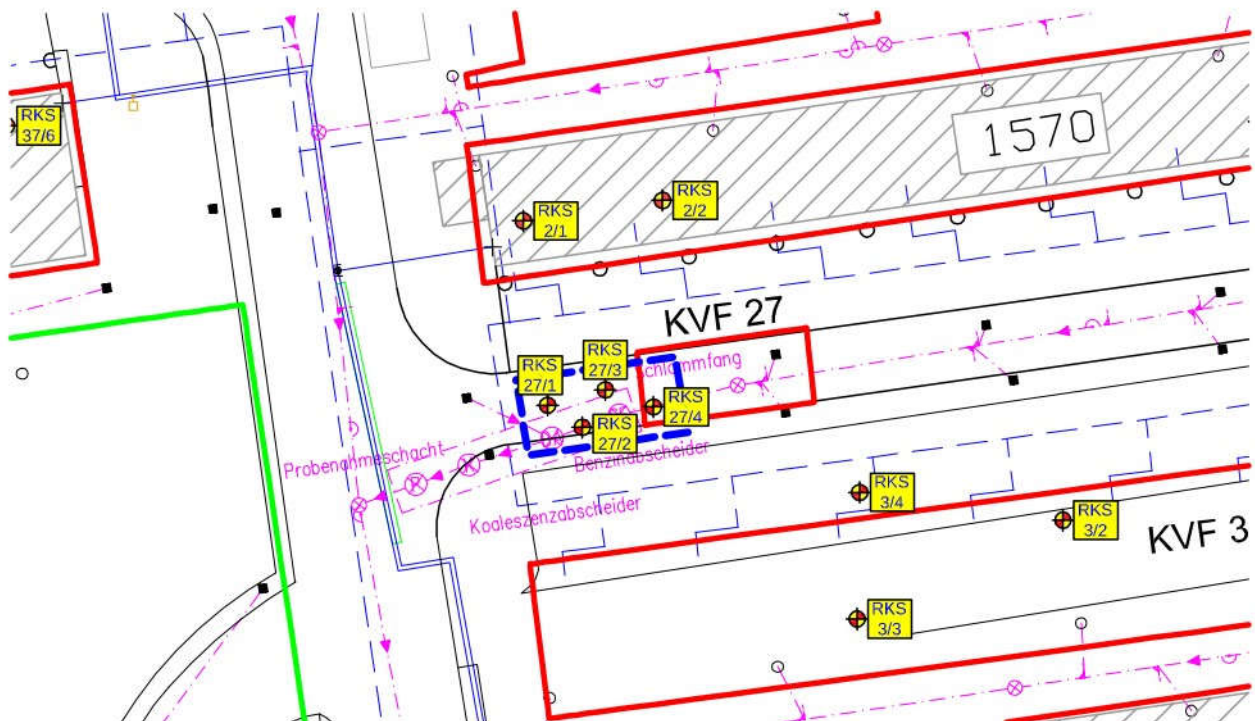 RKS
37/6
1570
RKS
2/2
RKS
2/1
KVF 27
RKS
27/3
Schlammfang
RKS
27/1
RKS
27/4
RKS
27/2
Probenahmeschacht
Benzinabscheider
Koaleszenzabscheider
RKS
3/4
RKS
3/2
KVF 3
RKS
3/3